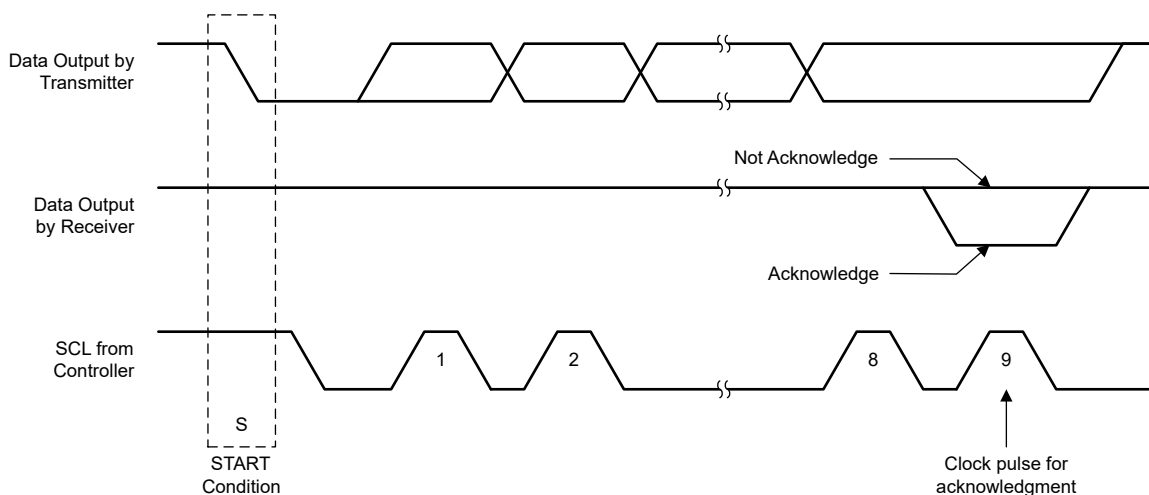 Data Output by
Transmitter
Not Acknowledge
Data Output
by Receiver
Acknowledge
SCL from
Controller
1
2
8
9
S
START
Condition
Clock pulse for
acknowledgment